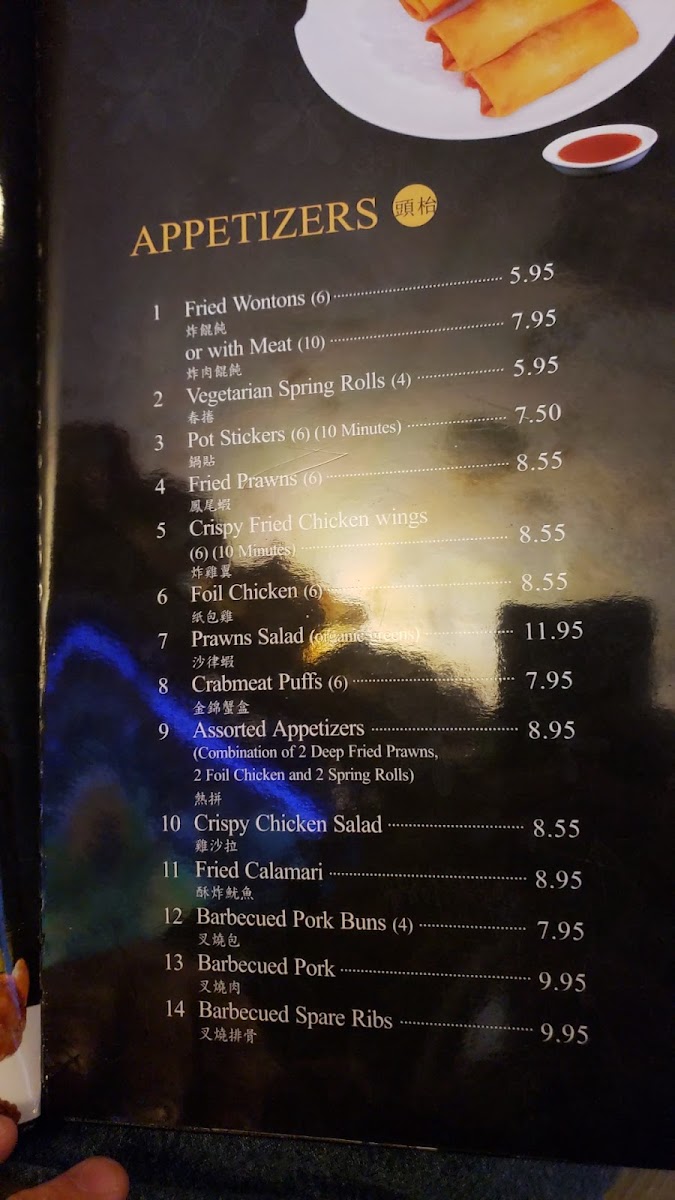 APPETIZERS 頭枱
1 Fried Wontons (6) 5.95
炸餛飩
or with Meat (10) 7.95
炸肉餛飩
2 Vegetarian Spring Rolls (4) 5.95
春捲
3 Pot Stickers (6) (10 Minutes) 7.50
鍋貼
4 Fried Prawns (6) 8.55
鳳尾蝦
5 Crispy Fried Chicken wings
(6) (10 Minutes) 8.55
炸雞翼
6 Foil Chicken (6) 8.55
紙包雞
7 Prawns Salad (organic greens) 11.95
沙律蝦
8 Crabmeat Puffs (6) 7.95
金錦蟹盒
9 Assorted Appetizers 8.95
(Combination of 2 Deep Fried Prawns,
2 Foil Chicken and 2 Spring Rolls)
熱拼
10 Crispy Chicken Salad 8.55
雞沙拉
11 Fried Calamari 8.95
酥炸魷魚
12 Barbecued Pork Buns (4) 7.95
叉燒包
13 Barbecued Pork 9.95
叉燒肉
14 Barbecued Spare Ribs 9.95
叉燒排骨